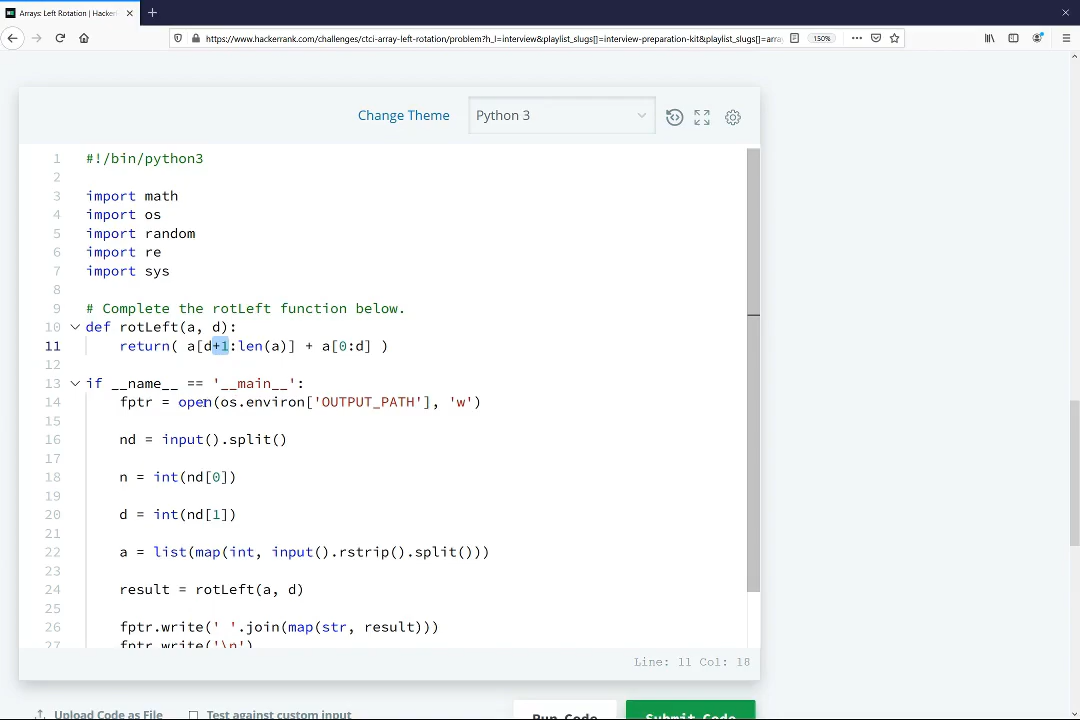 Arrays: Left Rotation | Hacker
https://www.hackerrank.com/challenges/ctci-array-left-rotation/problem?h_l=interview&playlist_slugs[]=interview-preparation-kit&playlist_slugs[]=arra
150%
Change Theme
Python 3
1 #!/bin/python3
2
3 import math
4 import os
5 import random
6 import re
7 import sys
8
9 # Complete the rotLeft function below.
10 def rotLeft(a, d):
11 return( a[d+1:len(a)] + a[0:d] )
12
13 if __name__ == '__main__':
14 fptr = open(os.environ['OUTPUT_PATH'], 'w')
15
16 nd = input().split()
17
18 n = int(nd[0])
19
20 d = int(nd[1])
21
22 a = list(map(int, input().rstrip().split()))
23
24 result = rotLeft(a, d)
25
26 fptr.write(' '.join(map(str, result)))
27 fptr.write('\n')
Line: 11 Col: 18
Upload Code as File
Test against custom input
Run Code
Submit Code